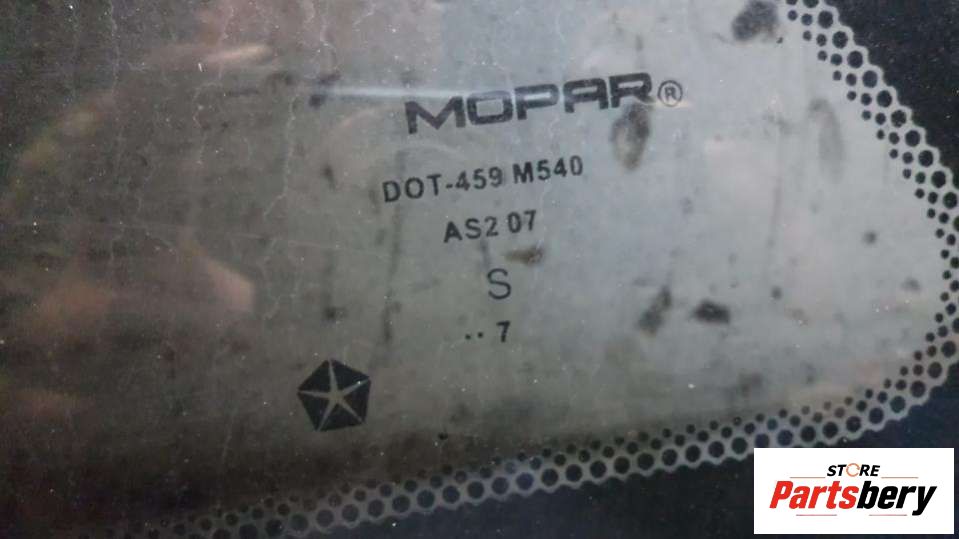 MOPAR®
DOT-459 M540
AS2 07
S
·· 7
STORE
Partsbery